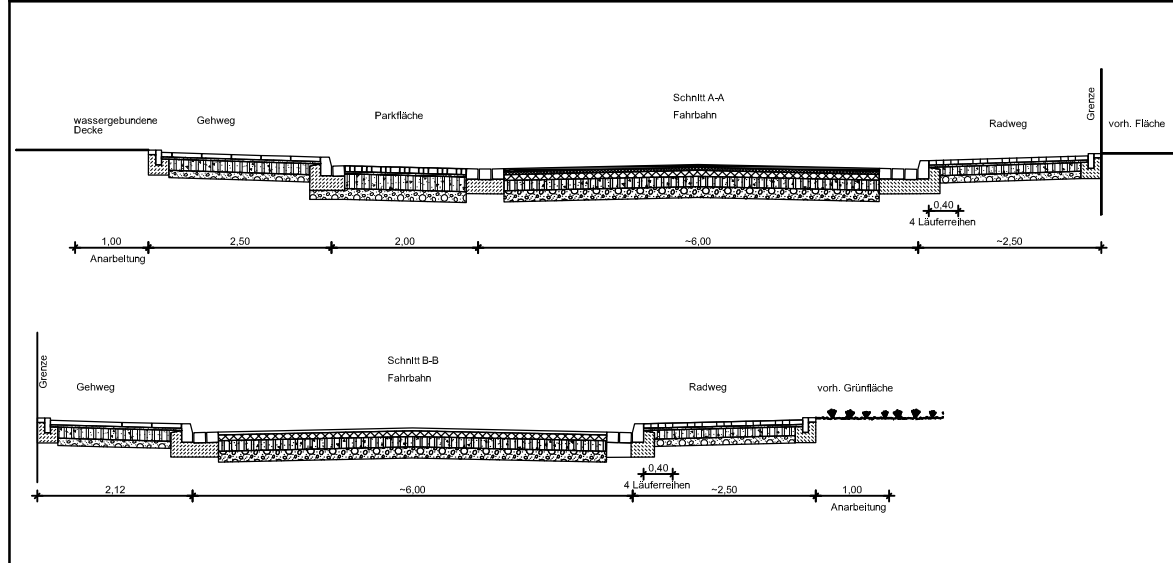 Schnitt A-A
Fahrbahn
wassergebundene
Decke
Gehweg
Parkfläche
Radweg
Grenze
vorh. Fläche
0,40
4 Läuferreihen
1,00
2,50
2,00
~6,00
~2,50
Anarbeitung
Schnitt B-B
Fahrbahn
Grenze
Gehweg
Radweg
vorh. Grünfläche
0,40
4 Läuferreihen
2,12
~6,00
~2,50
1,00
Anarbeitung